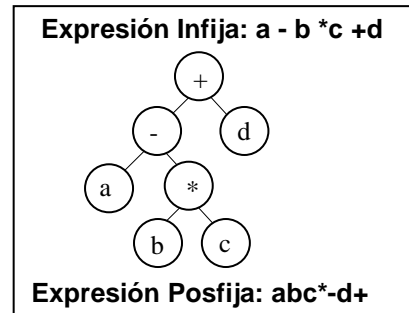 Expresión Infija: a - b *c +d
+
- d
a *
b c
Expresión Posfija: abc*-d+